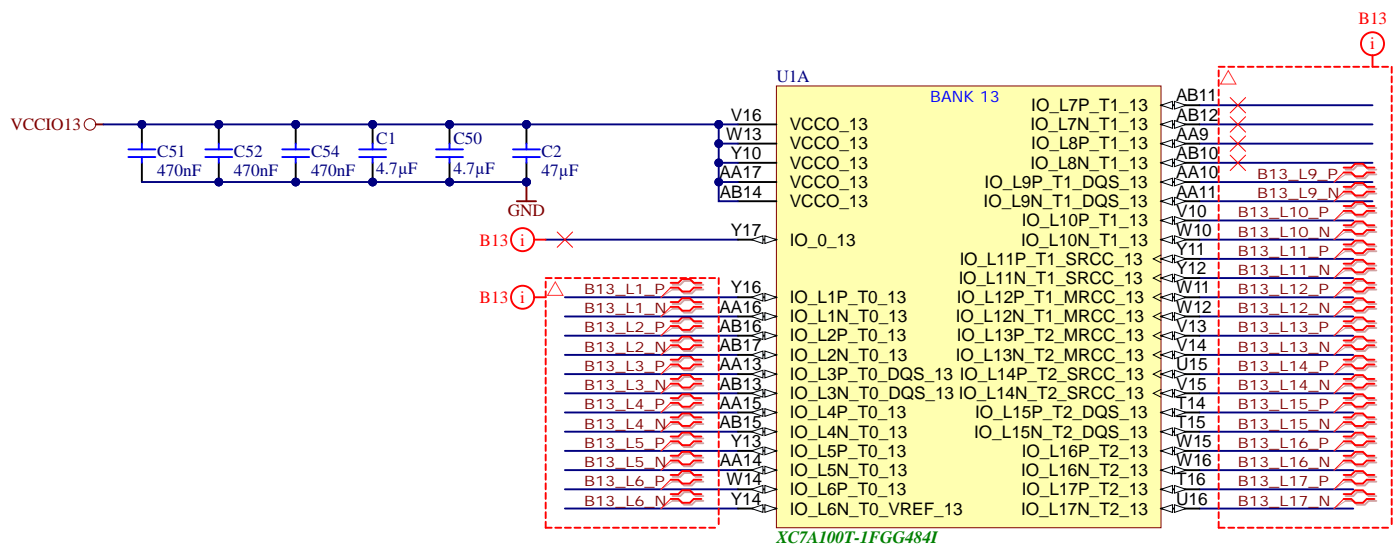 B13
i
U1A
BANK 13
VCCIO13
C51
470nF
C52
470nF
C54
470nF
C1
4.7µF
C50
4.7µF
C2
47µF
GND
V16 VCCO_13
W13 VCCO_13
Y10 VCCO_13
AA17 VCCO_13
AB14 VCCO_13
B13 i Y17 IO_0_13
B13 i
B13_L1_P Y16 IO_L1P_T0_13
B13_L1_N AA16 IO_L1N_T0_13
B13_L2_P AB16 IO_L2P_T0_13
B13_L2_N AB17 IO_L2N_T0_13
B13_L3_P AA13 IO_L3P_T0_DQS_13
B13_L3_N AB13 IO_L3N_T0_DQS_13
B13_L4_P AA15 IO_L4P_T0_13
B13_L4_N AB15 IO_L4N_T0_13
B13_L5_P Y13 IO_L5P_T0_13
B13_L5_N AA14 IO_L5N_T0_13
B13_L6_P W14 IO_L6P_T0_13
B13_L6_N Y14 IO_L6N_T0_VREF_13
IO_L7P_T1_13 AB11
IO_L7N_T1_13 AB12
IO_L8P_T1_13 AA9
IO_L8N_T1_13 AB10
IO_L9P_T1_DQS_13 AA10 B13_L9_P
IO_L9N_T1_DQS_13 AA11 B13_L9_N
IO_L10P_T1_13 V10 B13_L10_P
IO_L10N_T1_13 W10 B13_L10_N
IO_L11P_T1_SRCC_13 Y11 B13_L11_P
IO_L11N_T1_SRCC_13 Y12 B13_L11_N
IO_L12P_T1_MRCC_13 W11 B13_L12_P
IO_L12N_T1_MRCC_13 W12 B13_L12_N
IO_L13P_T2_MRCC_13 V13 B13_L13_P
IO_L13N_T2_MRCC_13 V14 B13_L13_N
IO_L14P_T2_SRCC_13 U15 B13_L14_P
IO_L14N_T2_SRCC_13 V15 B13_L14_N
IO_L15P_T2_DQS_13 T14 B13_L15_P
IO_L15N_T2_DQS_13 T15 B13_L15_N
IO_L16P_T2_13 W15 B13_L16_P
IO_L16N_T2_13 W16 B13_L16_N
IO_L17P_T2_13 T16 B13_L17_P
IO_L17N_T2_13 U16 B13_L17_N
XC7A100T-1FGG484I